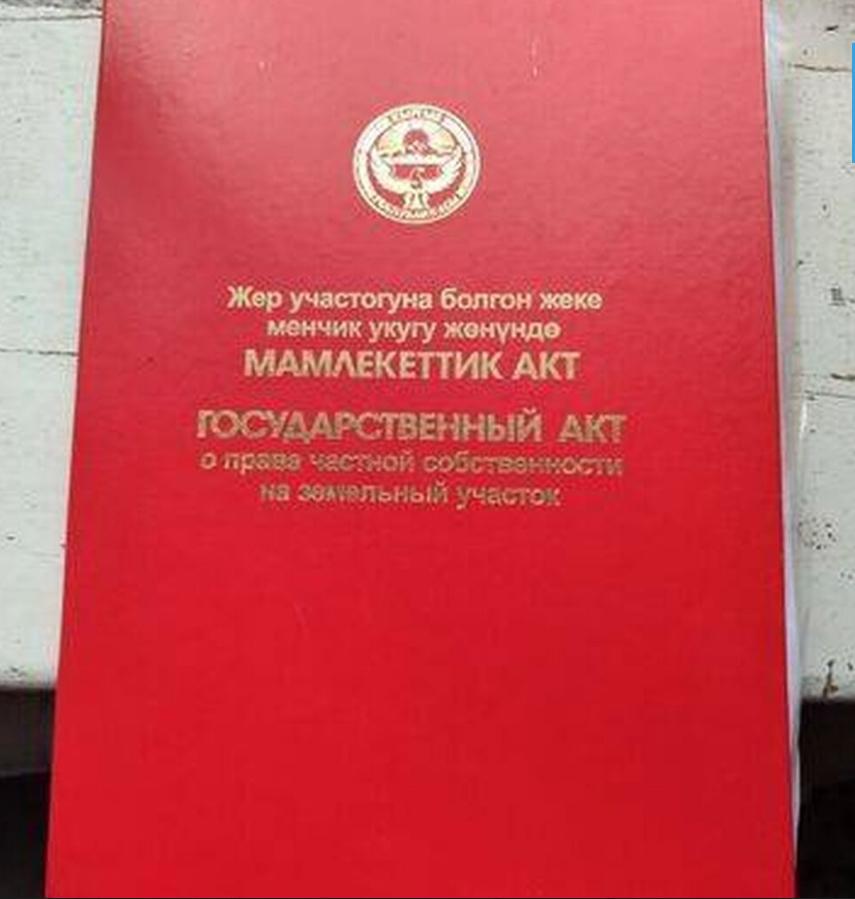 Жер участогуна болгон жеке
менчик укугу жөнүндө
МАМЛЕКЕТТИК АКТ
ГОСУДАРСТВЕННЫЙ АКТ
о праве частной собственности
на земельный участок